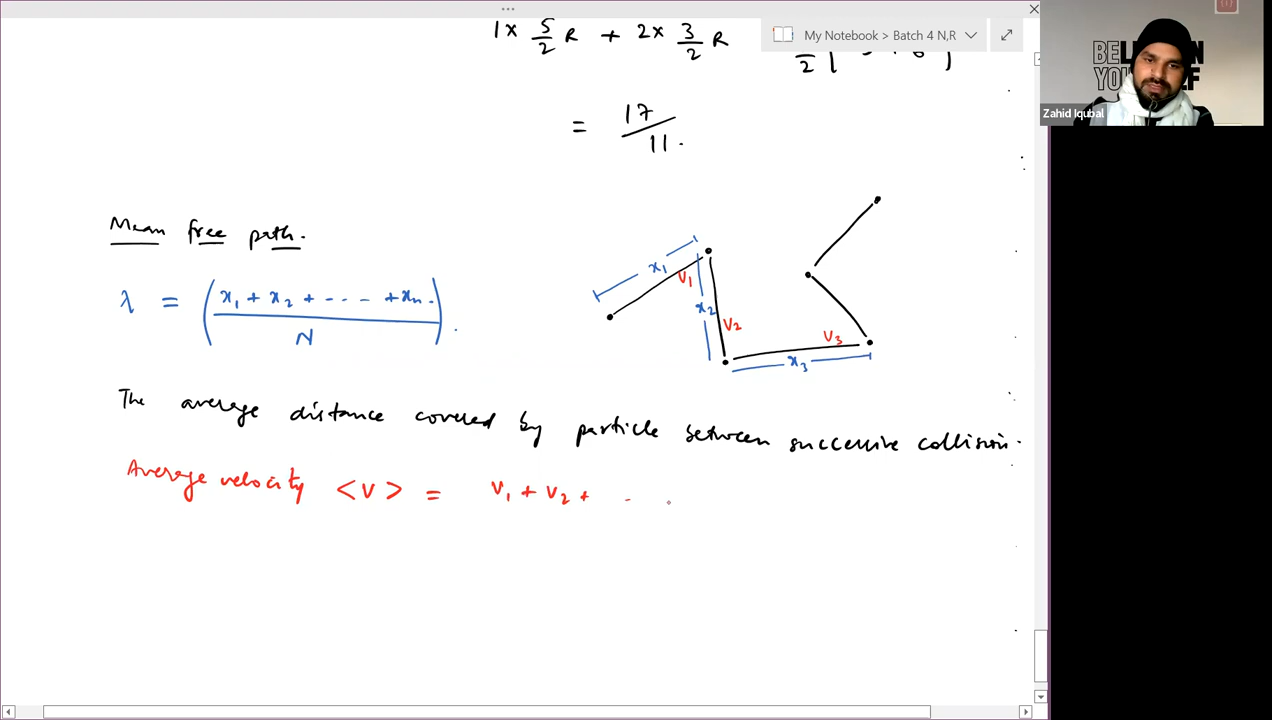 1 x 5/2 R + 2 x 3/2 R
My Notebook > Batch 4 N,R
= 17/11.
Zahid Iqubal
Mean free path.
λ = (x₁ + x₂ + - - - - + xₙ. / N).
x₁
v₁
x₂
v₂
v₃
x₃
The average distance covered by particle between successive collision.
Average velocity <v> = v₁ + v₂ + - .